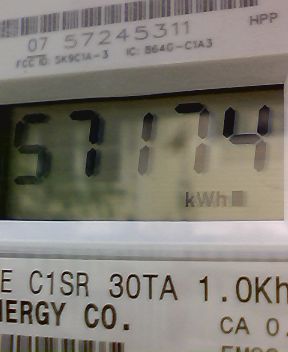 07 57245311 HPP
FCC ID: SK9C1A-3 IC: 864G-C1A3
57174
kWh
E C1SR 30TA 1.0Kh
NERGY CO.
CA 0.